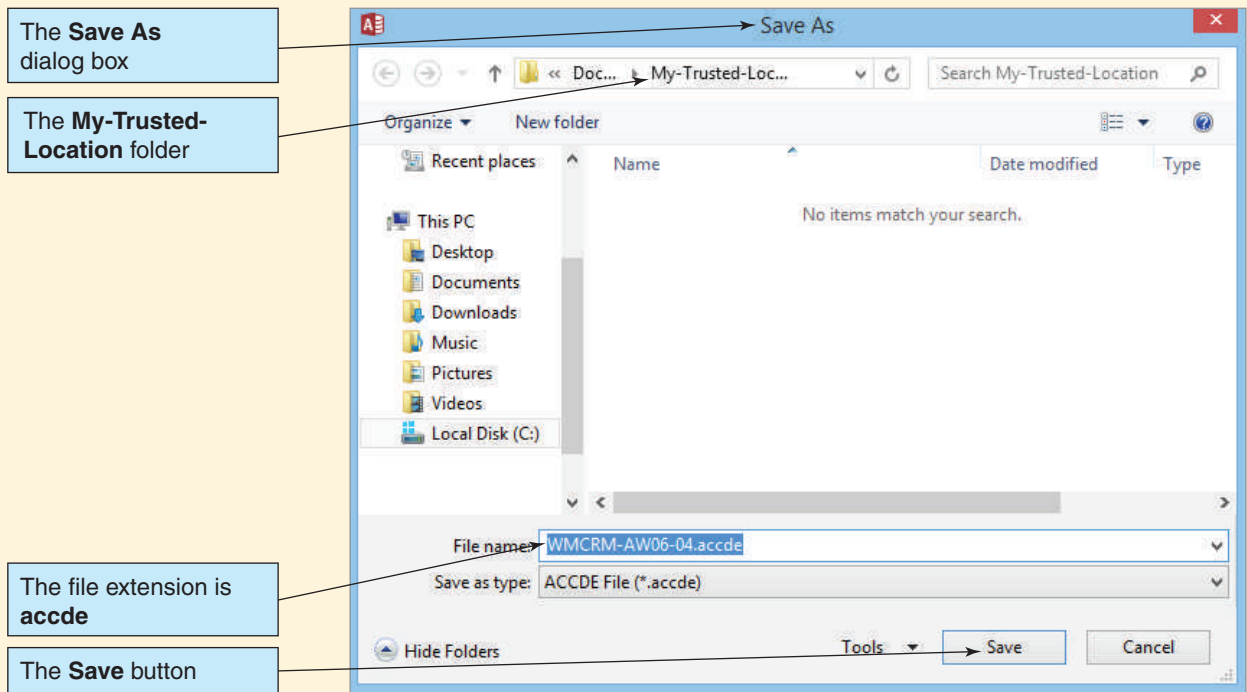 The Save As
dialog box
The My-Trusted-
Location folder
The file extension is
accde
The Save button
Save As
« Doc... My-Trusted-Loc...
Search My-Trusted-Location
Organize
New folder
Recent places
This PC
Desktop
Documents
Downloads
Music
Pictures
Videos
Local Disk (C:)
Name
Date modified
Type
No items match your search.
File name: WMCRM-AW06-04.accde
Save as type: ACCDE File (*.accde)
Hide Folders
Tools
Save
Cancel